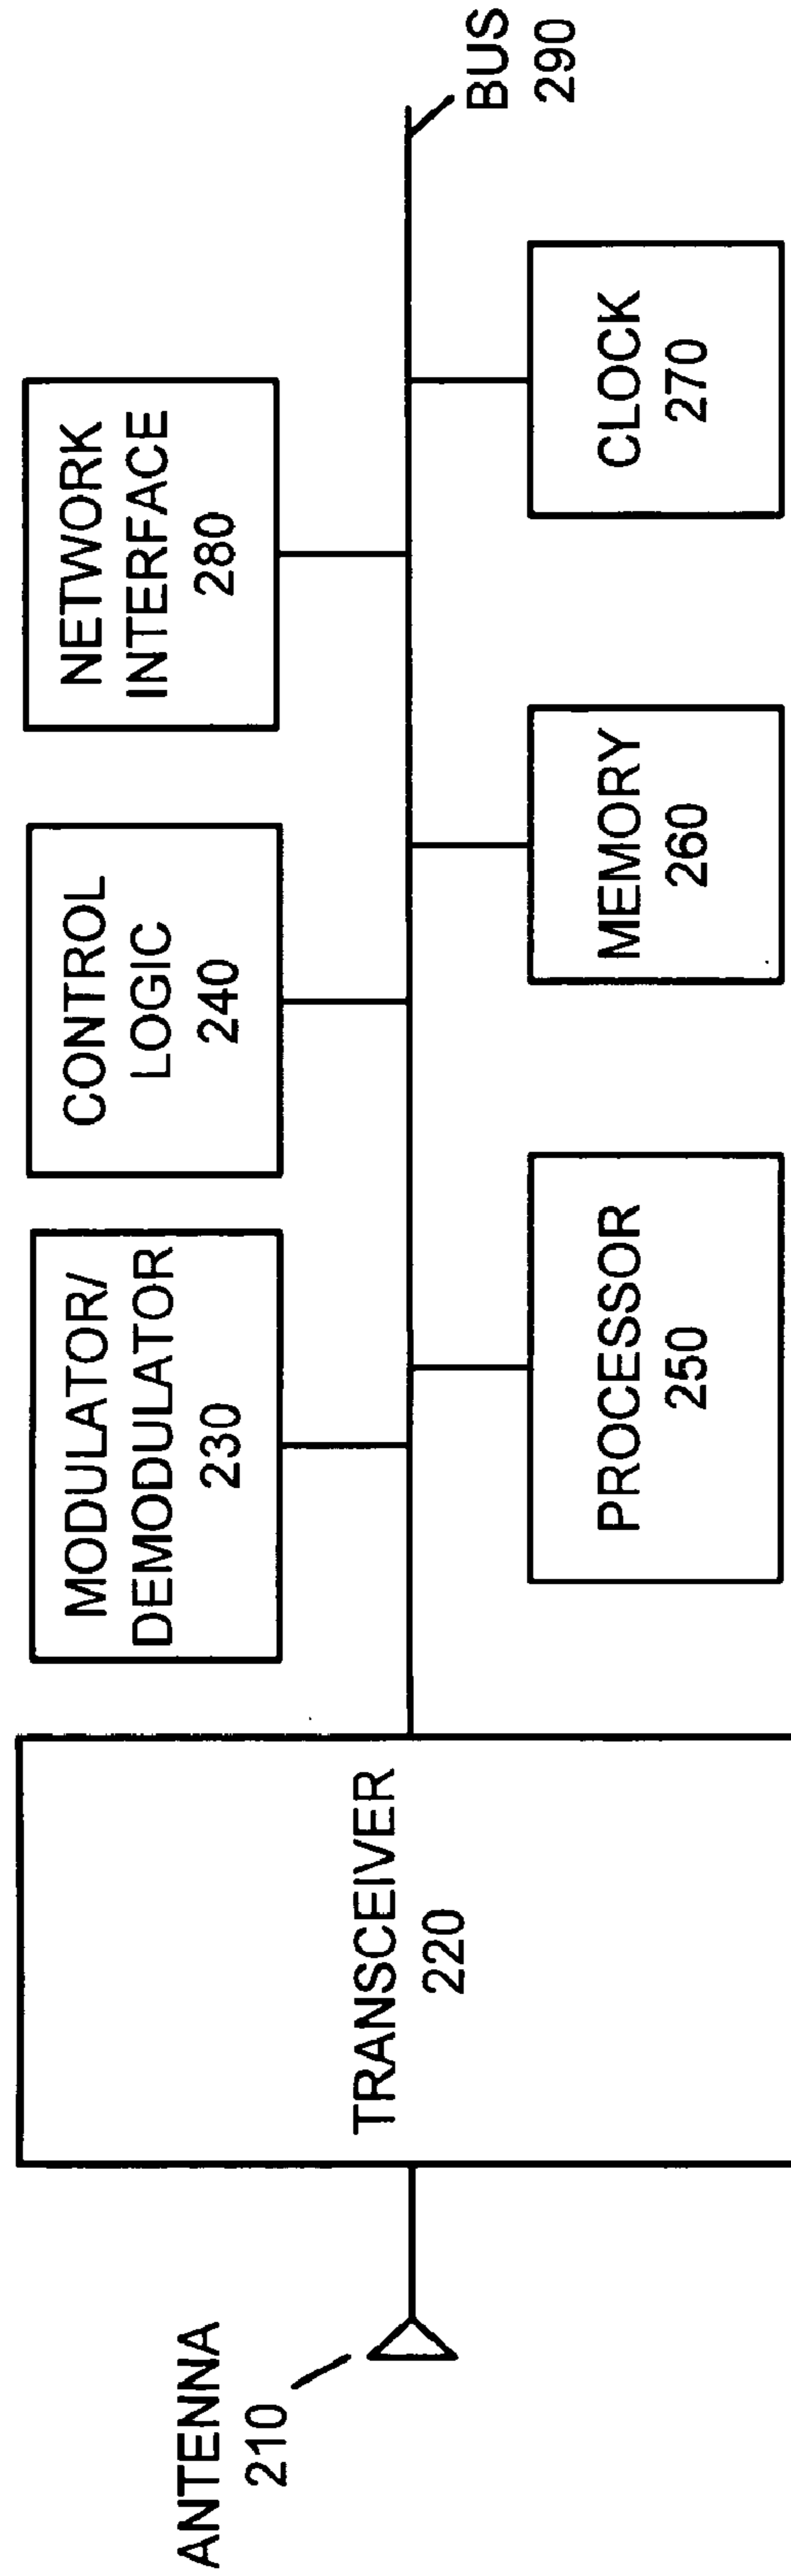 ANTENNA
210
TRANSCEIVER
220
MODULATOR/
DEMODULATOR
230
CONTROL
LOGIC
240
NETWORK
INTERFACE
280
PROCESSOR
250
MEMORY
260
CLOCK
270
BUS
290